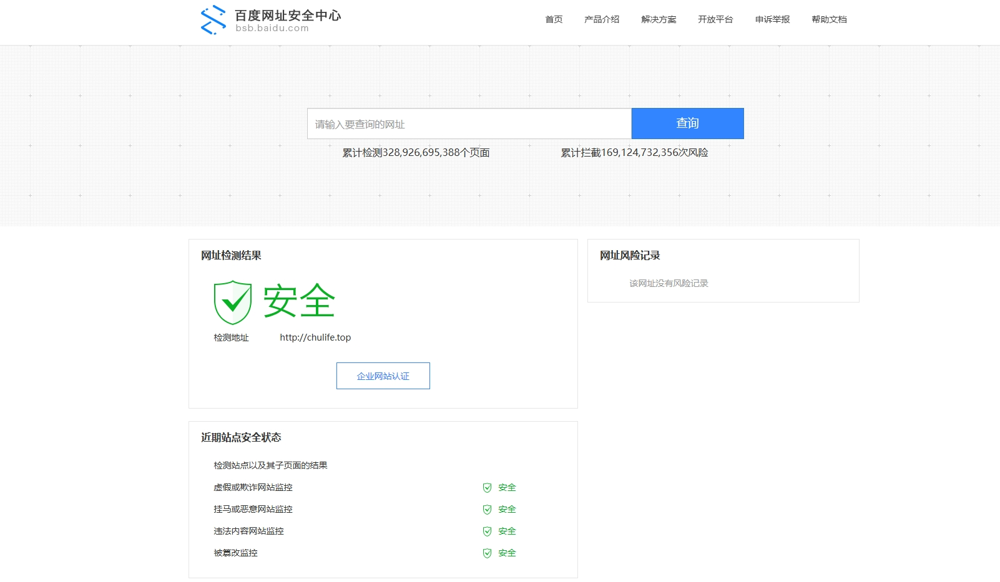 百度网址安全中心
bsb.baidu.com
首页 产品介绍 解决方案 开放平台 申诉举报 帮助文档
请输入要查询的网址 查询
累计检测328,926,695,388个页面 累计拦截169,124,732,356次风险
网址检测结果
安全
检测地址 http://chulife.top
企业网站认证
网址风险记录
该网址没有风险记录
近期站点安全状态
检测站点以及其子页面的结果
虚假或欺诈网站监控 安全
挂马或恶意网站监控 安全
违法内容网站监控 安全
被篡改监控 安全